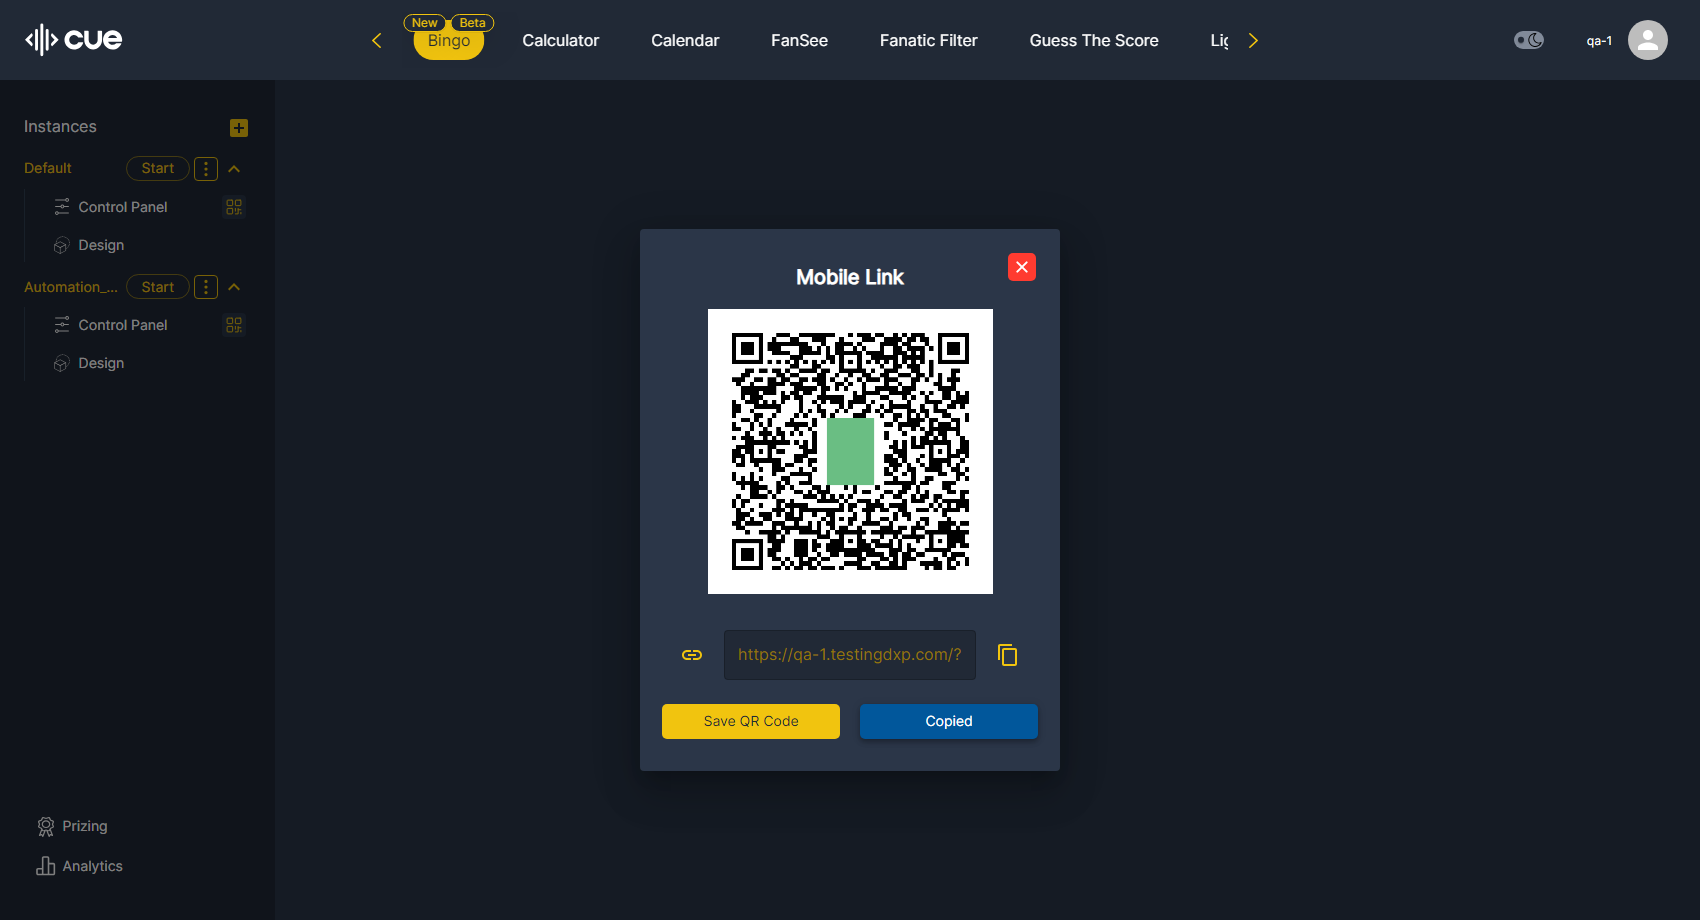 cue
New Beta
Bingo
Calculator
Calendar
FanSee
Fanatic Filter
Guess The Score
Lig
qa-1
Instances
Default
Start
Control Panel
Design
Automation_...
Start
Control Panel
Design
Prizing
Analytics
Mobile Link
https://qa-1.testingdxp.com/?
Save QR Code
Copied